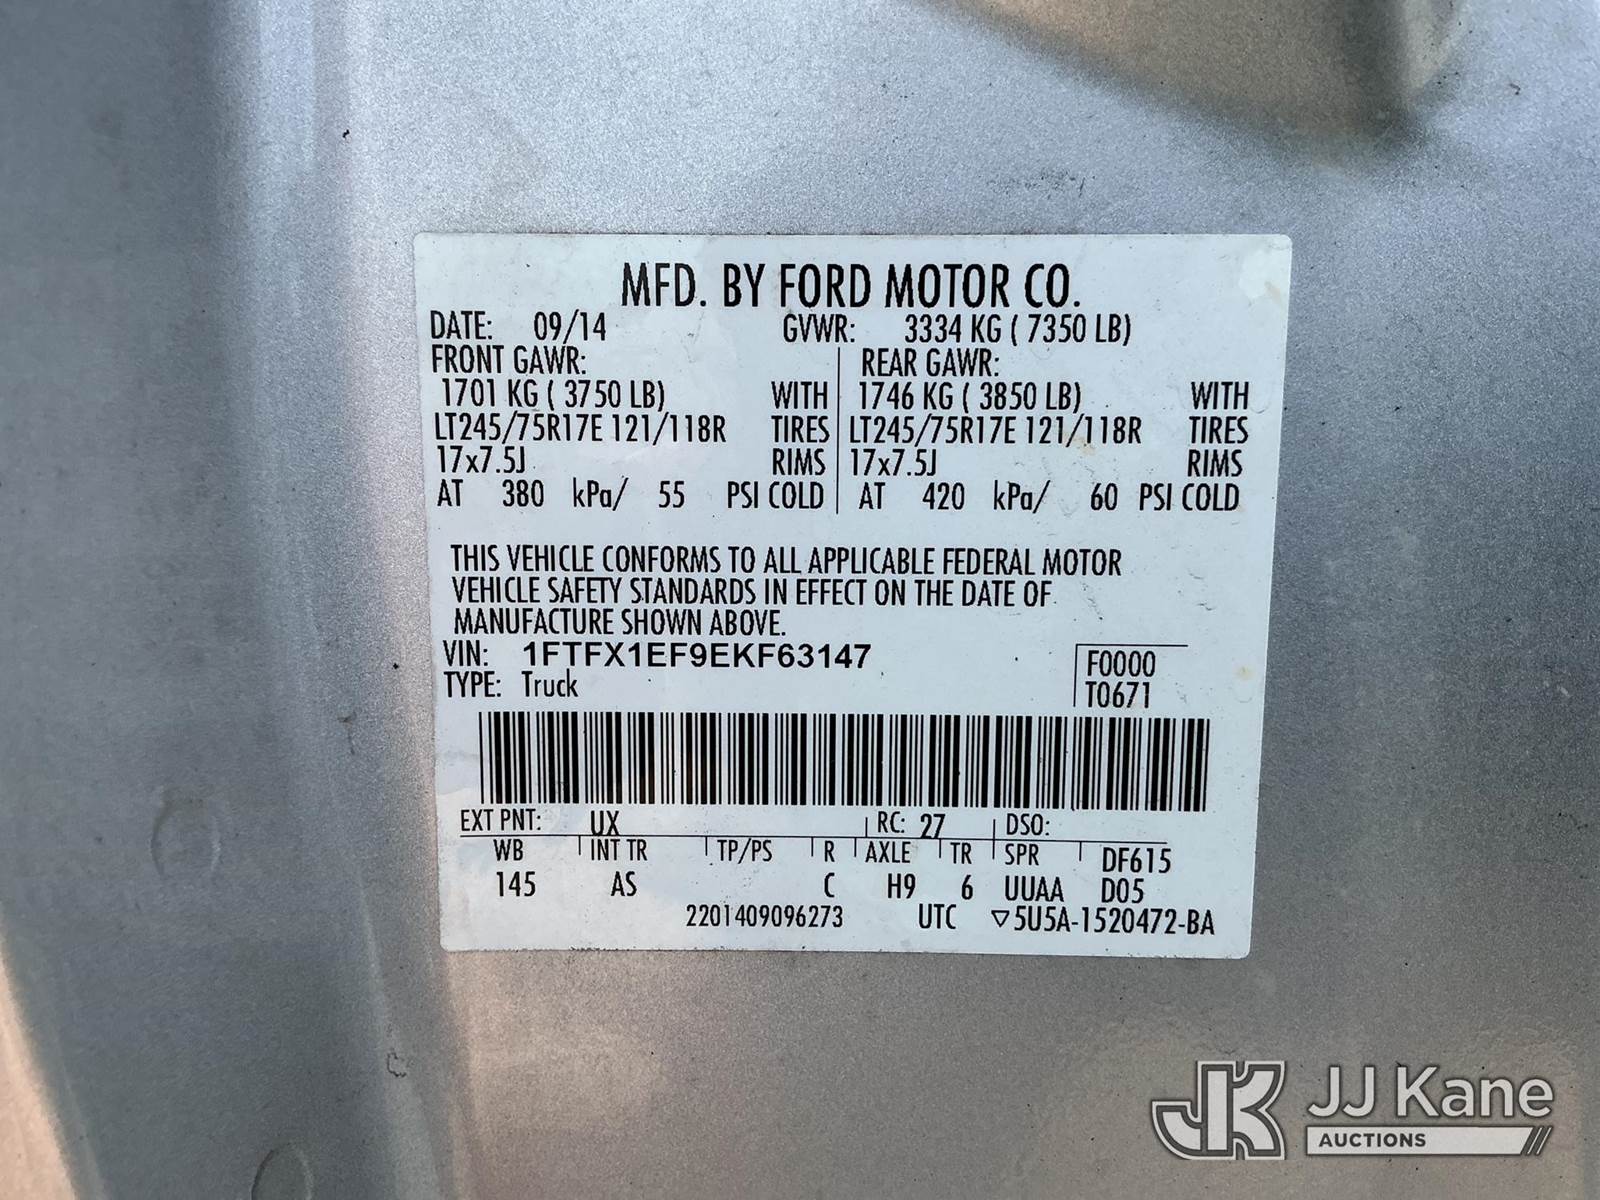 MFD. BY FORD MOTOR CO.
DATE: 09/14 GVWR: 3334 KG ( 7350 LB)
FRONT GAWR: REAR GAWR:
1701 KG ( 3750 LB) WITH 1746 KG ( 3850 LB) WITH
LT245/75R17E 121/118R TIRES LT245/75R17E 121/118R TIRES
17x7.5J RIMS 17x7.5J RIMS
AT 380 kPa/ 55 PSI COLD AT 420 kPa/ 60 PSI COLD
THIS VEHICLE CONFORMS TO ALL APPLICABLE FEDERAL MOTOR
VEHICLE SAFETY STANDARDS IN EFFECT ON THE DATE OF
MANUFACTURE SHOWN ABOVE.
VIN: 1FTFX1EF9EKF63147 F0000
TYPE: Truck T0671
EXT PNT: UX RC: 27 DSO:
WB INT TR TP/PS R AXLE TR SPR DF615
145 AS C H9 6 UUAA D05
2201409096273 UTC ▽5U5A-1520472-BA
JK JJ Kane
AUCTIONS